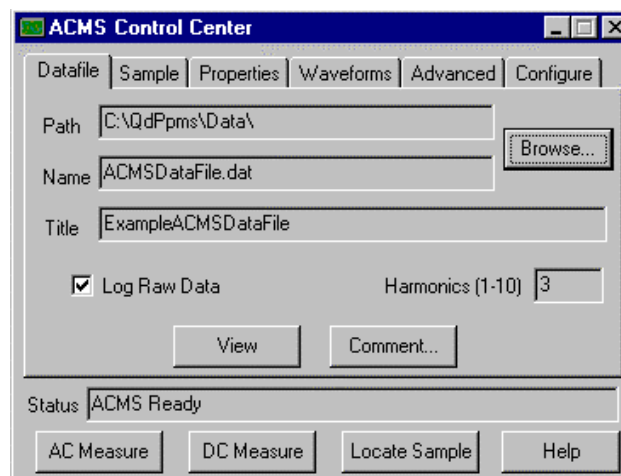 ACMS Control Center
Datafile Sample Properties Waveforms Advanced Configure
Path C:\QdPpms\Data\
Browse...
Name ACMSDataFile.dat
Title ExampleACMSDataFile
Log Raw Data Harmonics (1-10) 3
View Comment...
Status ACMS Ready
AC Measure DC Measure Locate Sample Help